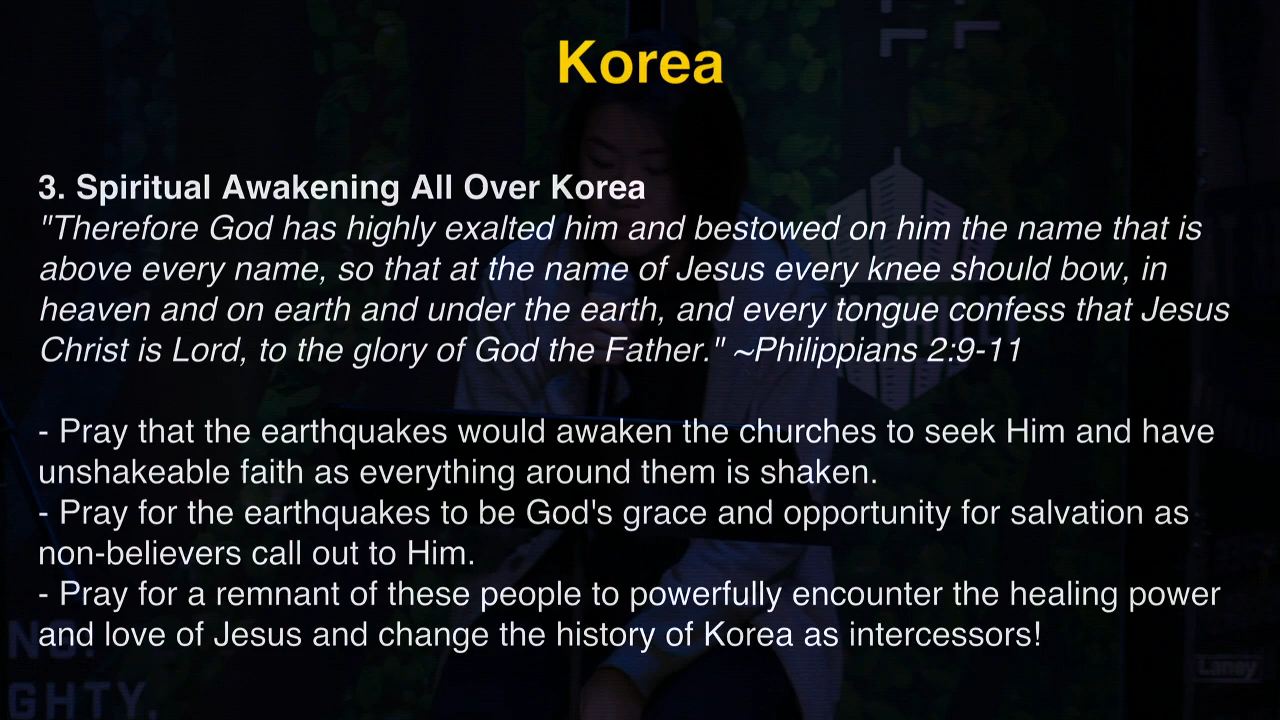 Korea
3. Spiritual Awakening All Over Korea
"Therefore God has highly exalted him and bestowed on him the name that is
above every name, so that at the name of Jesus every knee should bow, in
heaven and on earth and under the earth, and every tongue confess that Jesus
Christ is Lord, to the glory of God the Father." ~Philippians 2:9-11
- Pray that the earthquakes would awaken the churches to seek Him and have
unshakeable faith as everything around them is shaken.
- Pray for the earthquakes to be God's grace and opportunity for salvation as
non-believers call out to Him.
- Pray for a remnant of these people to powerfully encounter the healing power
and love of Jesus and change the history of Korea as intercessors!
GHTY.
Laney